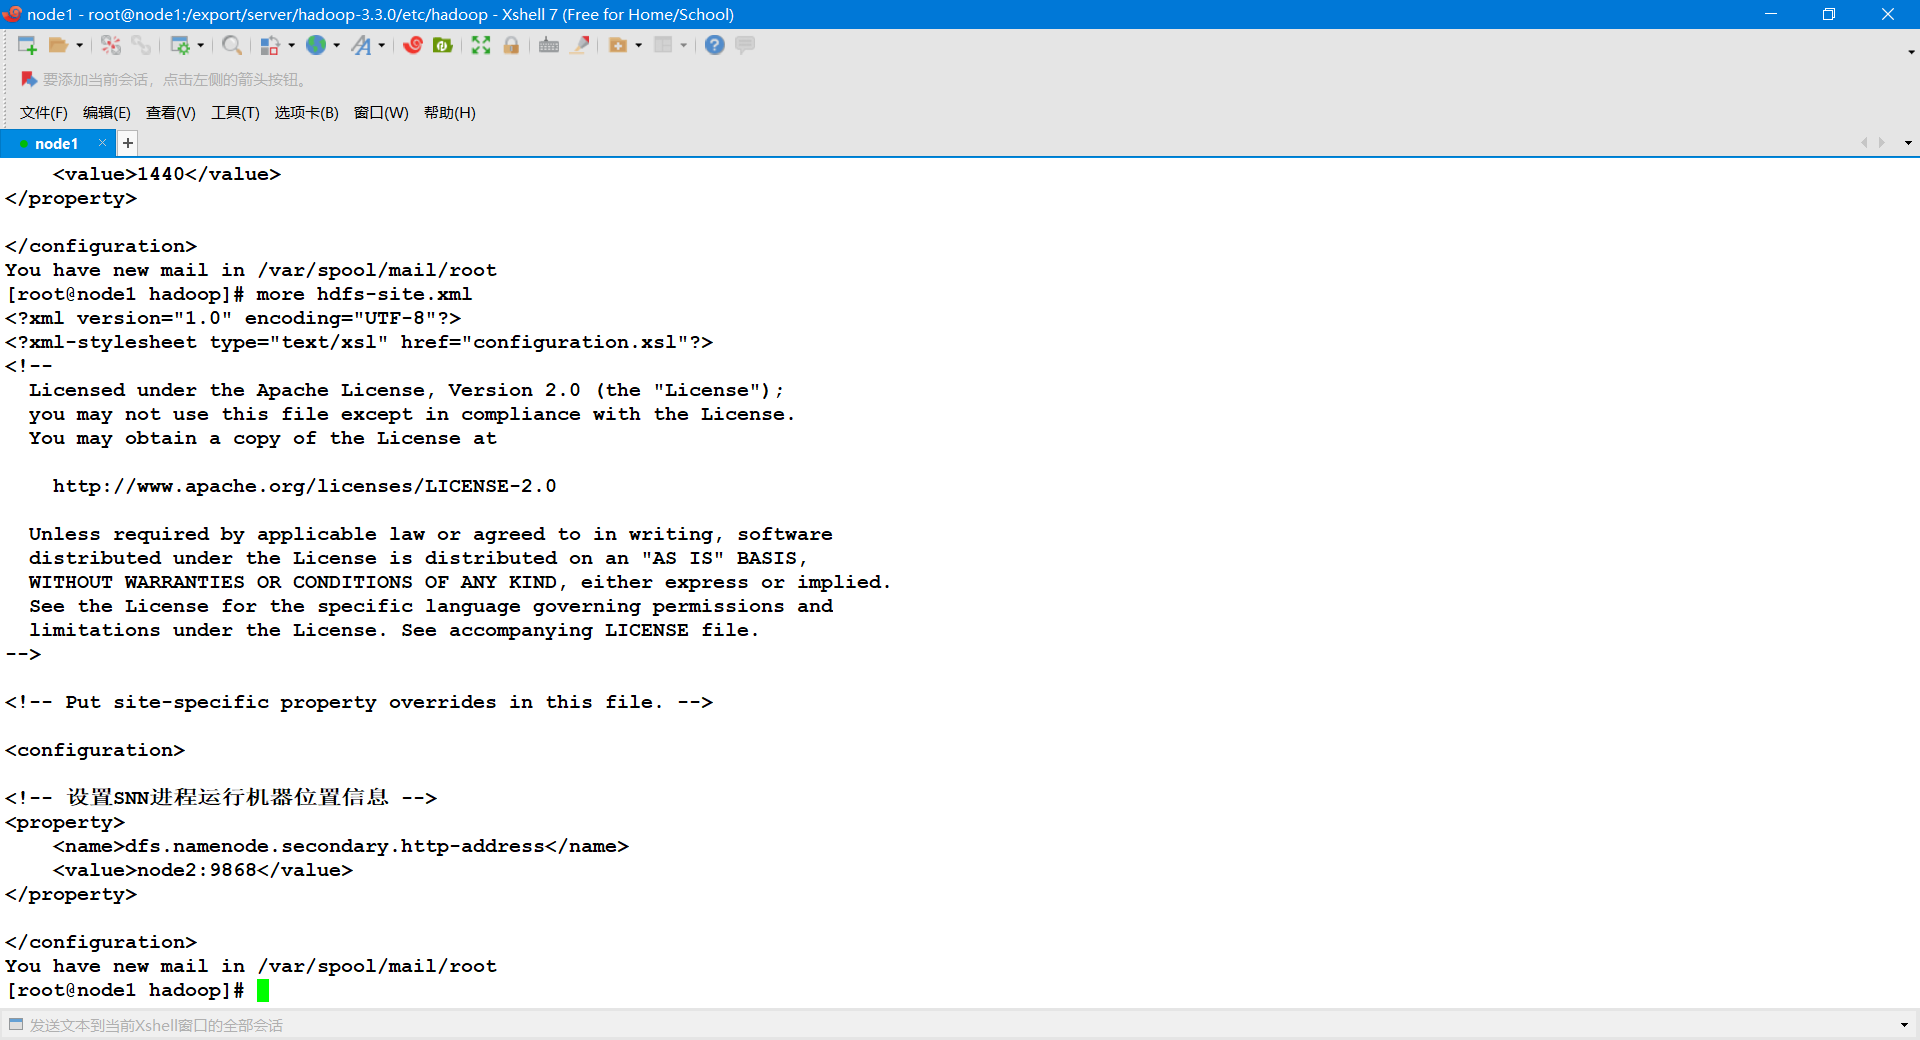 node1 - root@node1:/export/server/hadoop-3.3.0/etc/hadoop - Xshell 7 (Free for Home/School)
要添加当前会话，点击左侧的箭头按钮。
文件(F) 编辑(E) 查看(V) 工具(T) 选项卡(B) 窗口(W) 帮助(H)
node1
    <value>1440</value>
</property>

</configuration>
You have new mail in /var/spool/mail/root
[root@node1 hadoop]# more hdfs-site.xml
<?xml version="1.0" encoding="UTF-8"?>
<?xml-stylesheet type="text/xsl" href="configuration.xsl"?>
<!--
  Licensed under the Apache License, Version 2.0 (the "License");
  you may not use this file except in compliance with the License.
  You may obtain a copy of the License at

    http://www.apache.org/licenses/LICENSE-2.0

  Unless required by applicable law or agreed to in writing, software
  distributed under the License is distributed on an "AS IS" BASIS,
  WITHOUT WARRANTIES OR CONDITIONS OF ANY KIND, either express or implied.
  See the License for the specific language governing permissions and
  limitations under the License. See accompanying LICENSE file.
-->

<!-- Put site-specific property overrides in this file. -->

<configuration>

<!-- 设置SNN进程运行机器位置信息 -->
<property>
    <name>dfs.namenode.secondary.http-address</name>
    <value>node2:9868</value>
</property>

</configuration>
You have new mail in /var/spool/mail/root
[root@node1 hadoop]#
发送文本到当前Xshell窗口的全部会话